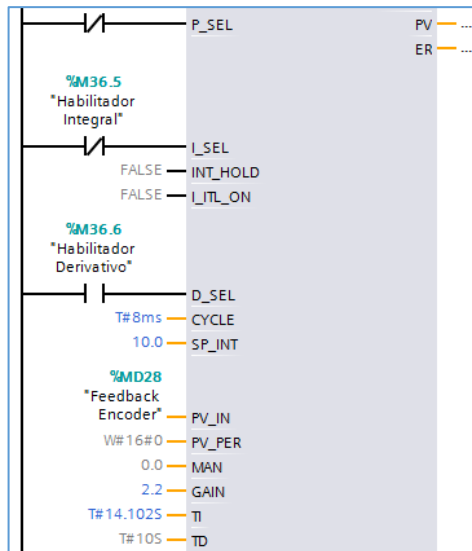 P_SEL PV ...
ER ...
%M36.5
"Habilitador
Integral"
I_SEL
FALSE INT_HOLD
FALSE I_ITL_ON
%M36.6
"Habilitador
Derivativo"
D_SEL
T#8ms CYCLE
10.0 SP_INT
%MD28
"Feedback
Encoder" PV_IN
W#16#0 PV_PER
0.0 MAN
2.2 GAIN
T#14.102S TI
T#10S TD